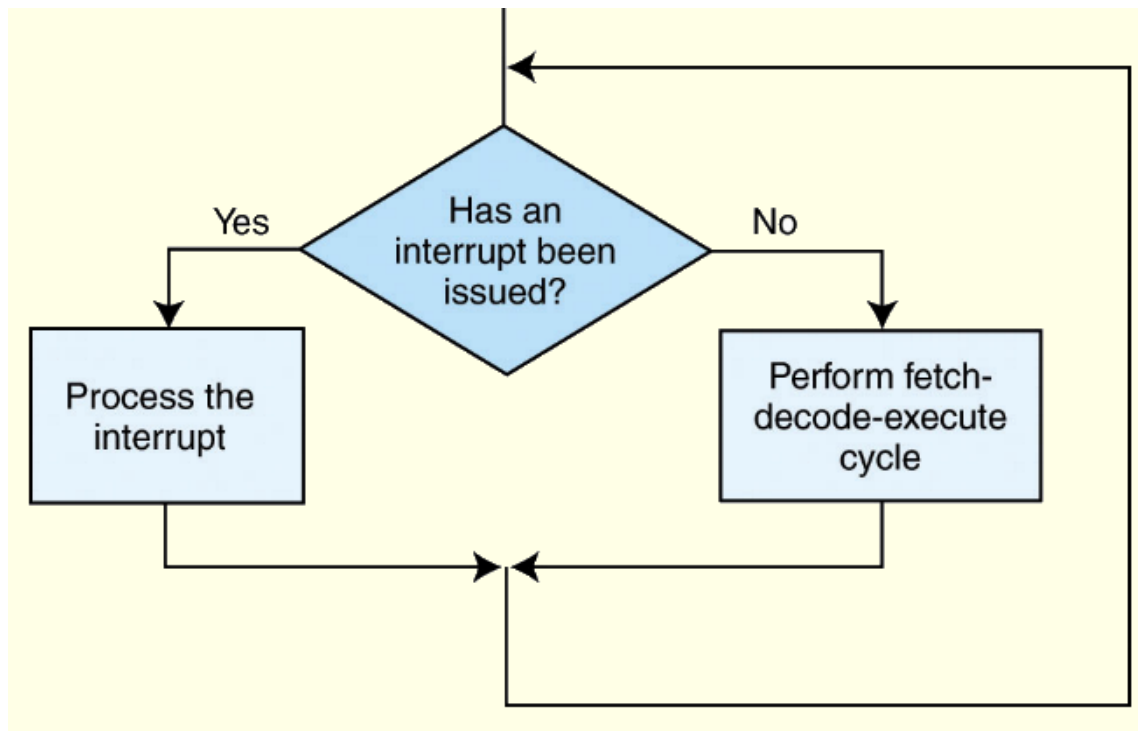 Has an
interrupt been
issued?
Yes
No
Process the
interrupt
Perform fetch-
decode-execute
cycle